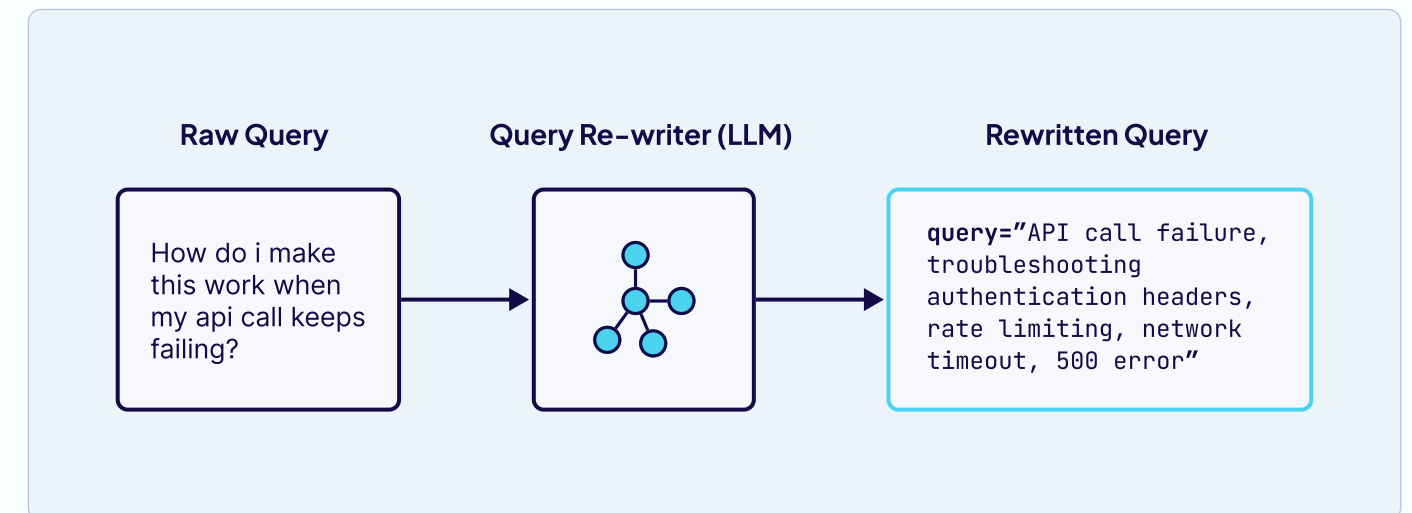 Raw Query
Query Re-writer (LLM)
Rewritten Query
How do i make
this work when
my api call keeps
failing?
query=”API call failure,
troubleshooting
authentication headers,
rate limiting, network
timeout, 500 error”